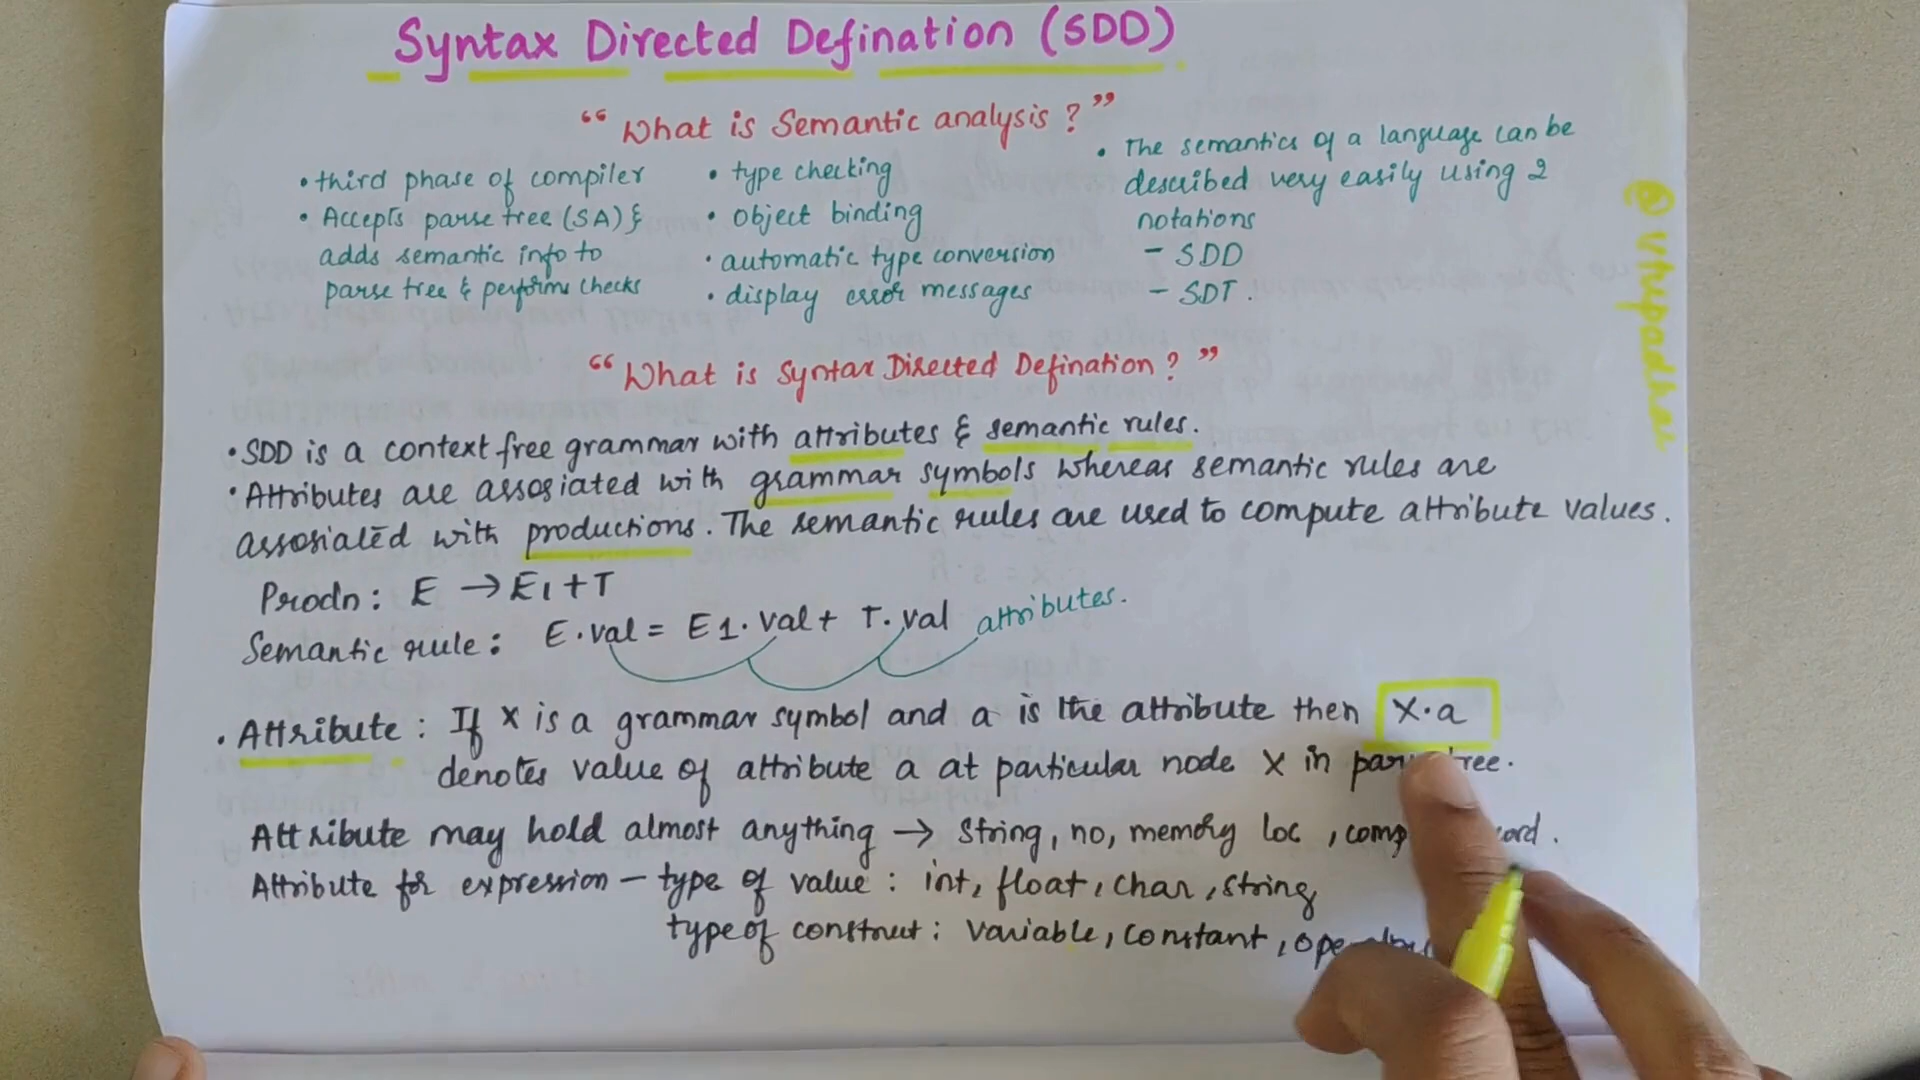 Syntax Directed Defination (SDD)
“ What is Semantic analysis ? ”
• third phase of compiler
• Accepts parse tree (SA) &
adds semantic info to
parse tree & performs checks
• type checking
• object binding
• automatic type conversion
• display error messages
• The semantics of a language can be
described very easily using 2
notations
- SDD
- SDT.
“ What is Syntax Directed Defination ? ”
• SDD is a context free grammar with attributes & semantic rules.
• Attributes are assosiated with grammar symbols whereas semantic rules are
assosiated with productions. The semantic rules are used to compute attribute values.
Prodn : E → E1 + T
Semantic rule : E.val = E1.val + T.val attributes.
• Attribute : If X is a grammar symbol and a is the attribute then X.a
denotes value of attribute a at particular node X in tree.
Attribute may hold almost anything → string, no, memory loc ,
Attribute for expression - type of value : int, float, char, string
type of construct : variable, constant,
@Vhupadhar